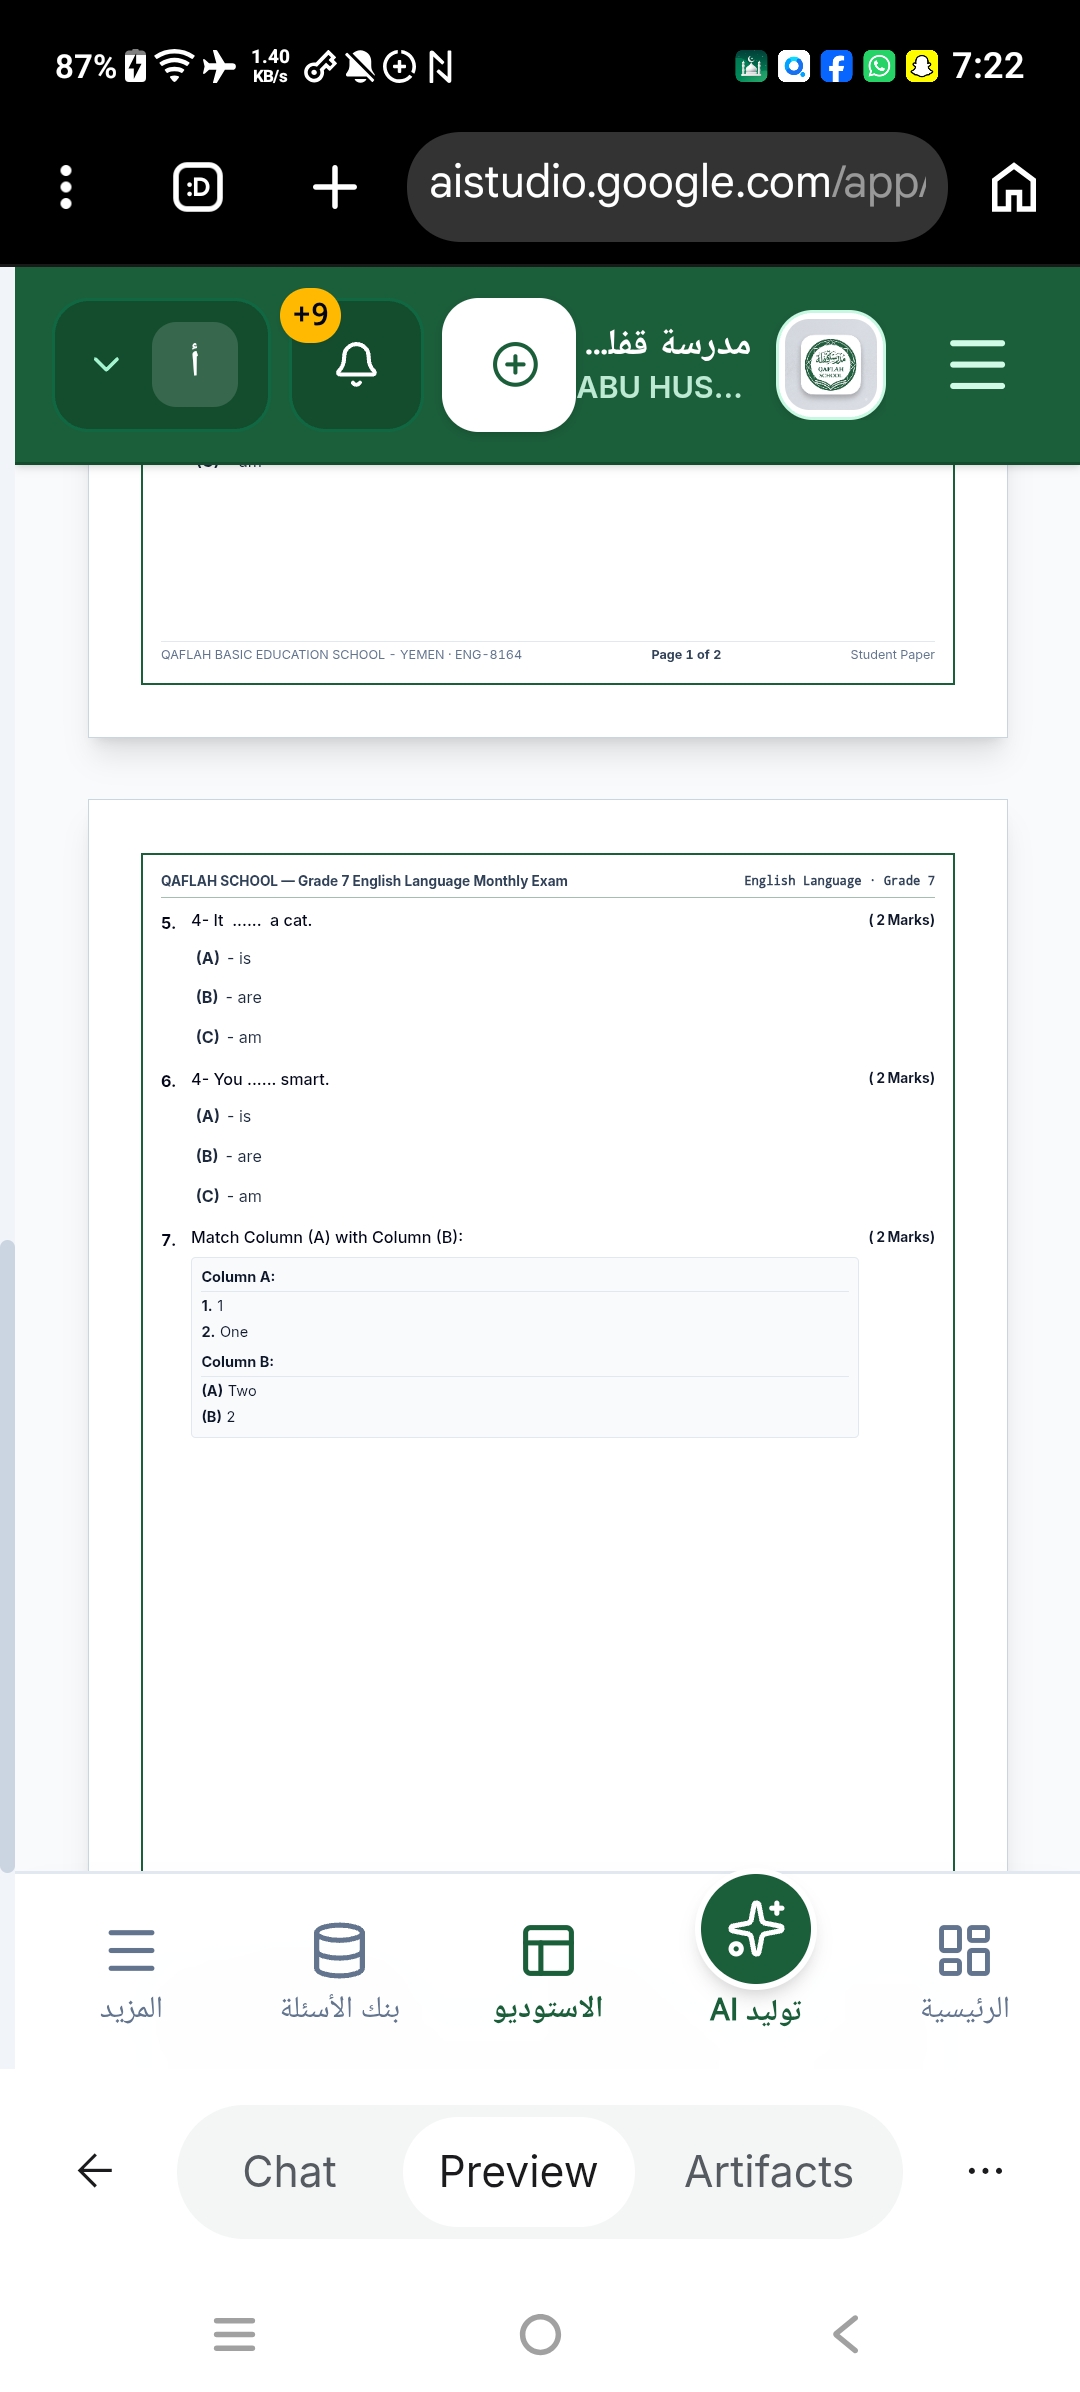 87%
1.40
KB/s
7:22
:D
aistudio.google.com/app/
أ
+9
مدرسة قفلـ...
ABU HUS...
QAFLAH
SCHOOL
QAFLAH BASIC EDUCATION SCHOOL - YEMEN · ENG-8164
Page 1 of 2
Student Paper
QAFLAH SCHOOL — Grade 7 English Language Monthly Exam
English Language · Grade 7
5. 4- It ...... a cat. ( 2 Marks)
(A) - is
(B) - are
(C) - am
6. 4- You ...... smart. ( 2 Marks)
(A) - is
(B) - are
(C) - am
7. Match Column (A) with Column (B): ( 2 Marks)
Column A:
1. 1
2. One
Column B:
(A) Two
(B) 2
الرئيسية
توليد AI
الاستوديو
بنك الأسئلة
المزيد
Chat
Preview
Artifacts